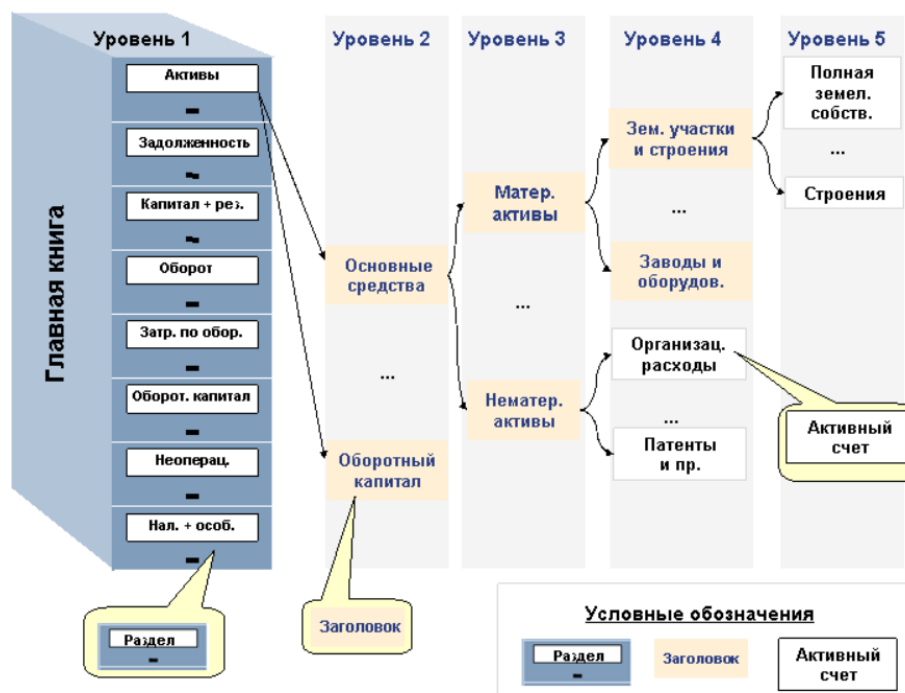 Уровень 1
Уровень 2
Уровень 3
Уровень 4
Уровень 5
Главная книга
Активы
Задолженность
Капитал + рез.
Оборот
Затр. по обор.
Оборот. капитал
Неоперац.
Нал. + особ.
Основные
средства
...
Оборотный
капитал
Матер.
активы
...
Нематер.
активы
Зем. участки
и строения
...
Заводы и
оборудов.
Организац.
расходы
...
Патенты
и пр.
Полная
земел.
собств.
...
Строения
Активный
счет
Раздел
Заголовок
Условные обозначения
Раздел
Заголовок
Активный
счет